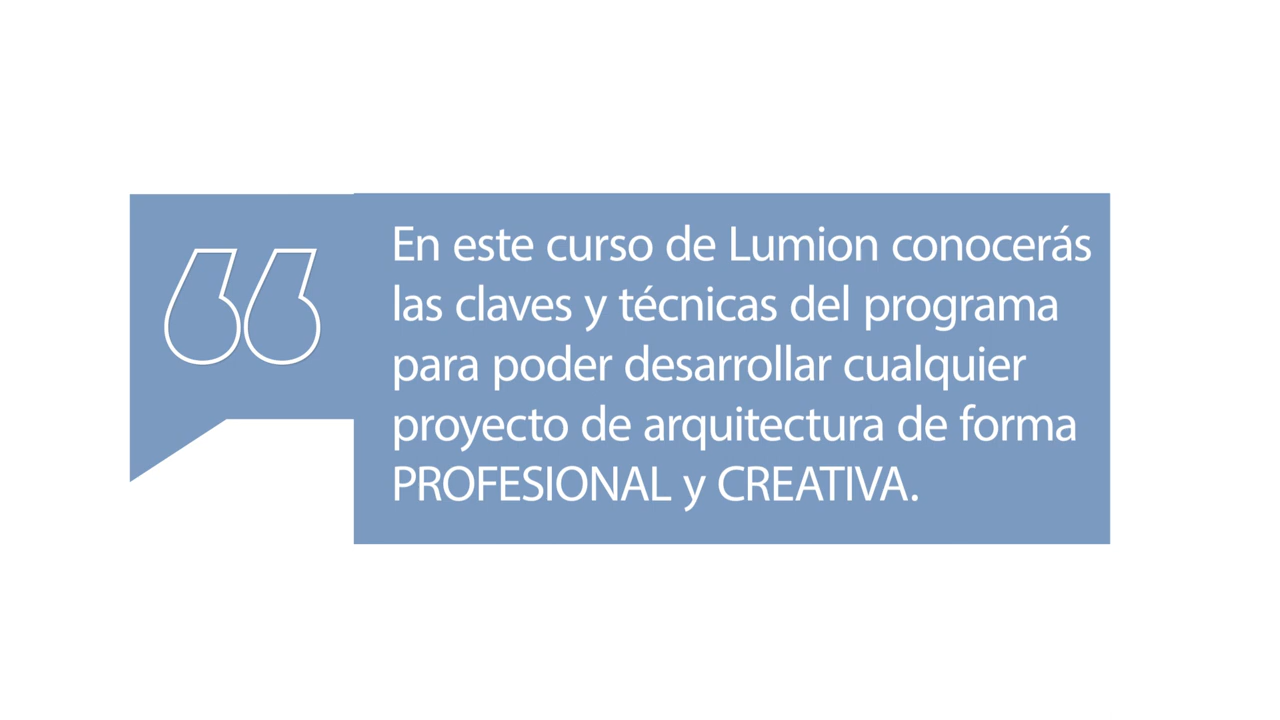 En este curso de Lumion conocerás
las claves y técnicas del programa
para poder desarrollar cualquier
proyecto de arquitectura de forma
PROFESIONAL y CREATIVA.